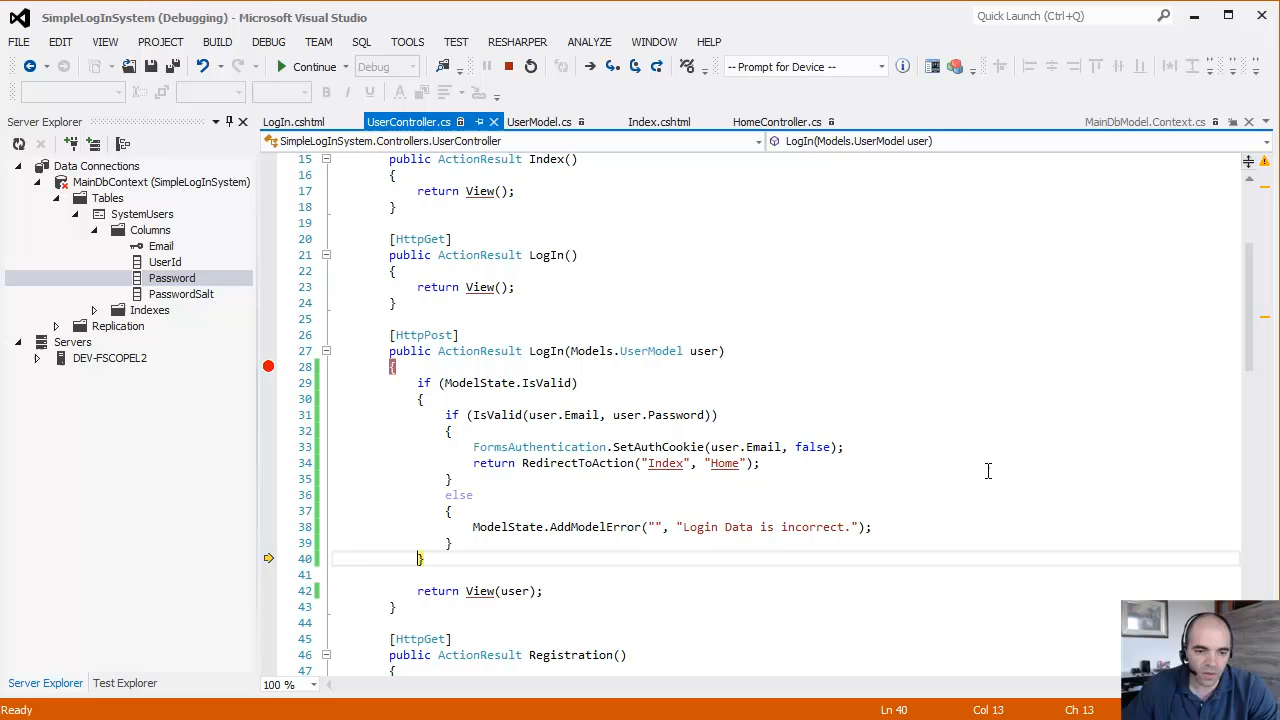 SimpleLogInSystem (Debugging) - Microsoft Visual Studio
Quick Launch (Ctrl+Q)
FILE EDIT VIEW PROJECT BUILD DEBUG TEAM SQL TOOLS TEST RESHARPER ANALYZE WINDOW HELP
Continue Debug -- Prompt for Device --
Server Explorer
LogIn.cshtml UserController.cs UserModel.cs Index.cshtml HomeController.cs MainDbModel.Context.cs
SimpleLogInSystem.Controllers.UserController LogIn(Models.UserModel user)
Data Connections
MainDbContext (SimpleLogInSystem)
Tables
SystemUsers
Columns
Email
UserId
Password
PasswordSalt
Indexes
Replication
Servers
DEV-FSCOPEL2
15 public ActionResult Index()
16 {
17 return View();
18 }
19
20 [HttpGet]
21 public ActionResult LogIn()
22 {
23 return View();
24 }
25
26 [HttpPost]
27 public ActionResult LogIn(Models.UserModel user)
28 {
29 if (ModelState.IsValid)
30 {
31 if (IsValid(user.Email, user.Password))
32 {
33 FormsAuthentication.SetAuthCookie(user.Email, false);
34 return RedirectToAction("Index", "Home");
35 }
36 else
37 {
38 ModelState.AddModelError("", "Login Data is incorrect.");
39 }
40 }
41
42 return View(user);
43 }
44
45 [HttpGet]
46 public ActionResult Registration()
47 {
100 %
Server Explorer Test Explorer
Ready Ln 40 Col 13 Ch 13